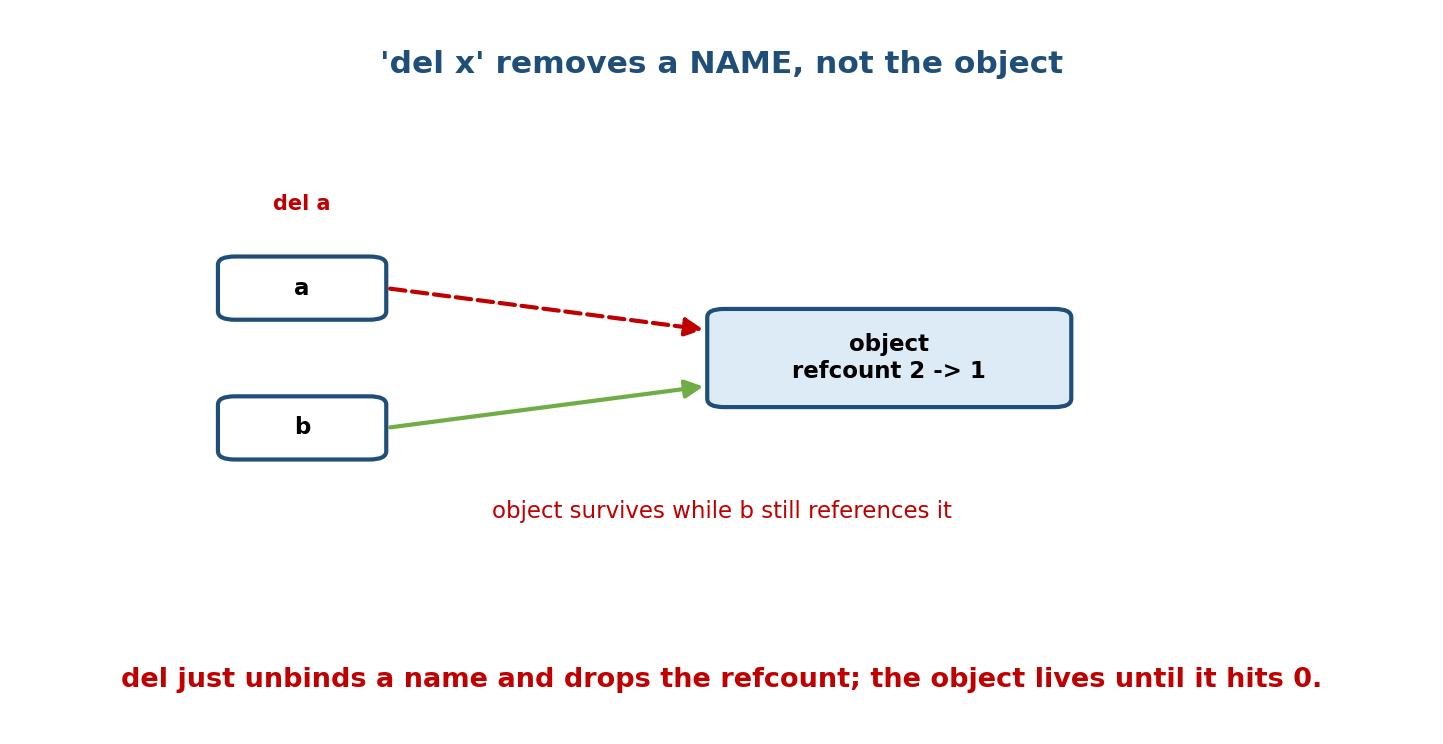 'del x' removes a NAME, not the object
del a
a
object
refcount 2 -> 1
b
object survives while b still references it
del just unbinds a name and drops the refcount; the object lives until it hits 0.